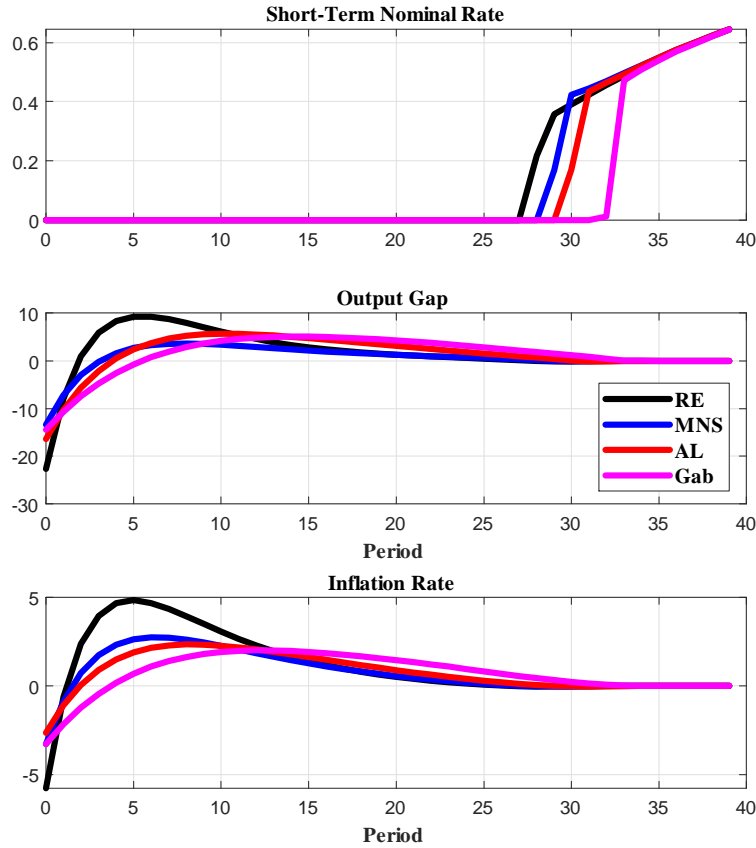 Short-Term Nominal Rate
0.6
0.4
0.2
0
0 5 10 15 20 25 30 35 40
Output Gap
10
0
-10
-20
-30
RE
MNS
AL
Gab
0 5 10 15 20 25 30 35 40
Period
Inflation Rate
5
0
-5
0 5 10 15 20 25 30 35 40
Period